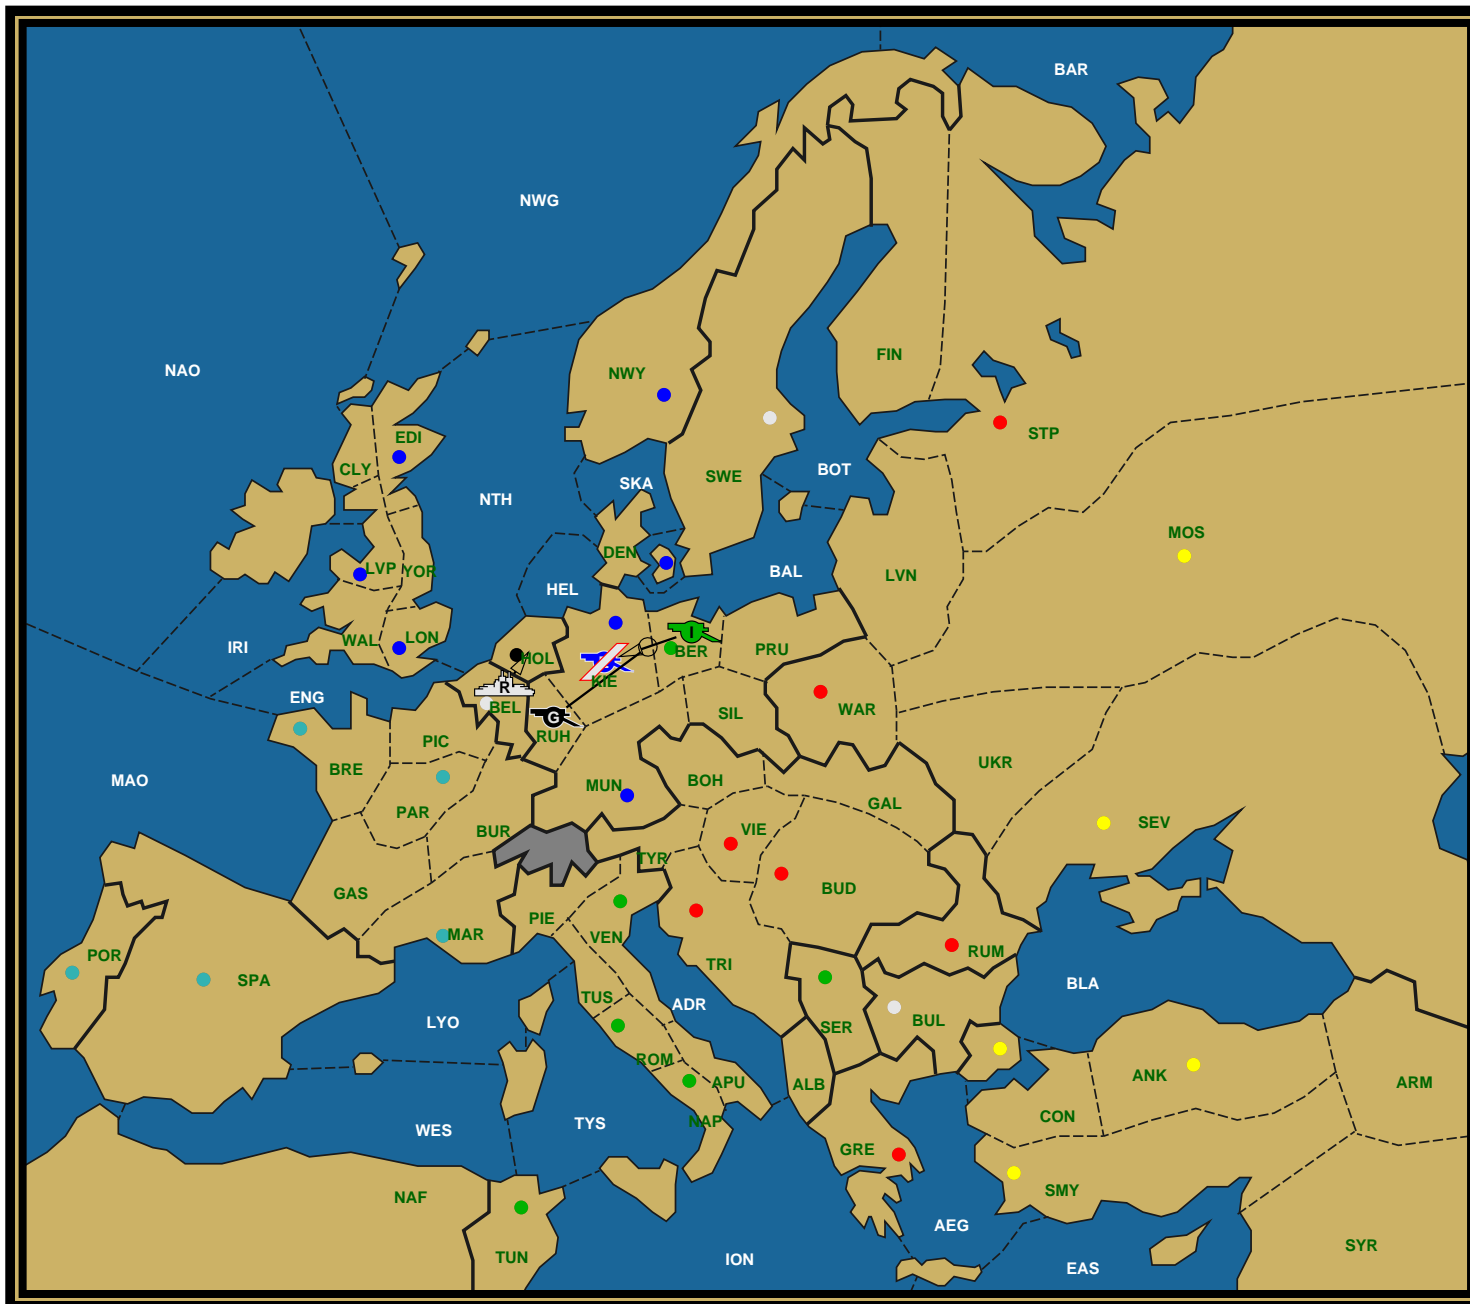 BAR
NWG
NAO
FIN
NWY
EDI
STP
CLY
SKA
BOT
SWE
NTH
MOS
DEN
LVP
YOR
BAL
LVN
HEL
IRI
WAL
LON
I
BER
PRU
HOL
KIE
R
BEL
G
RUH
ENG
SIL
WAR
PIC
BRE
UKR
MAO
MUN
BOH
PAR
GAL
SEV
BUR
VIE
TYR
BUD
GAS
PIE
VEN
MAR
POR
SPA
TRI
RUM
BLA
TUS
ADR
LYO
SER
BUL
ROM
APU
ALB
ANK
ARM
CON
NAP
TYS
WES
GRE
SMY
NAF
AEG
TUN
ION
EAS
SYR